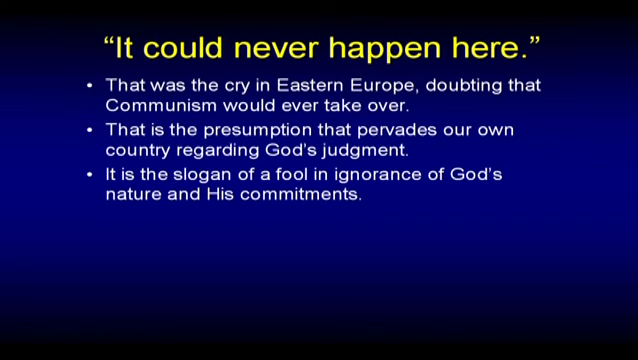 “It could never happen here.”
• That was the cry in Eastern Europe, doubting that
Communism would ever take over.
• That is the presumption that pervades our own
country regarding God’s judgment.
• It is the slogan of a fool in ignorance of God’s
nature and His commitments.